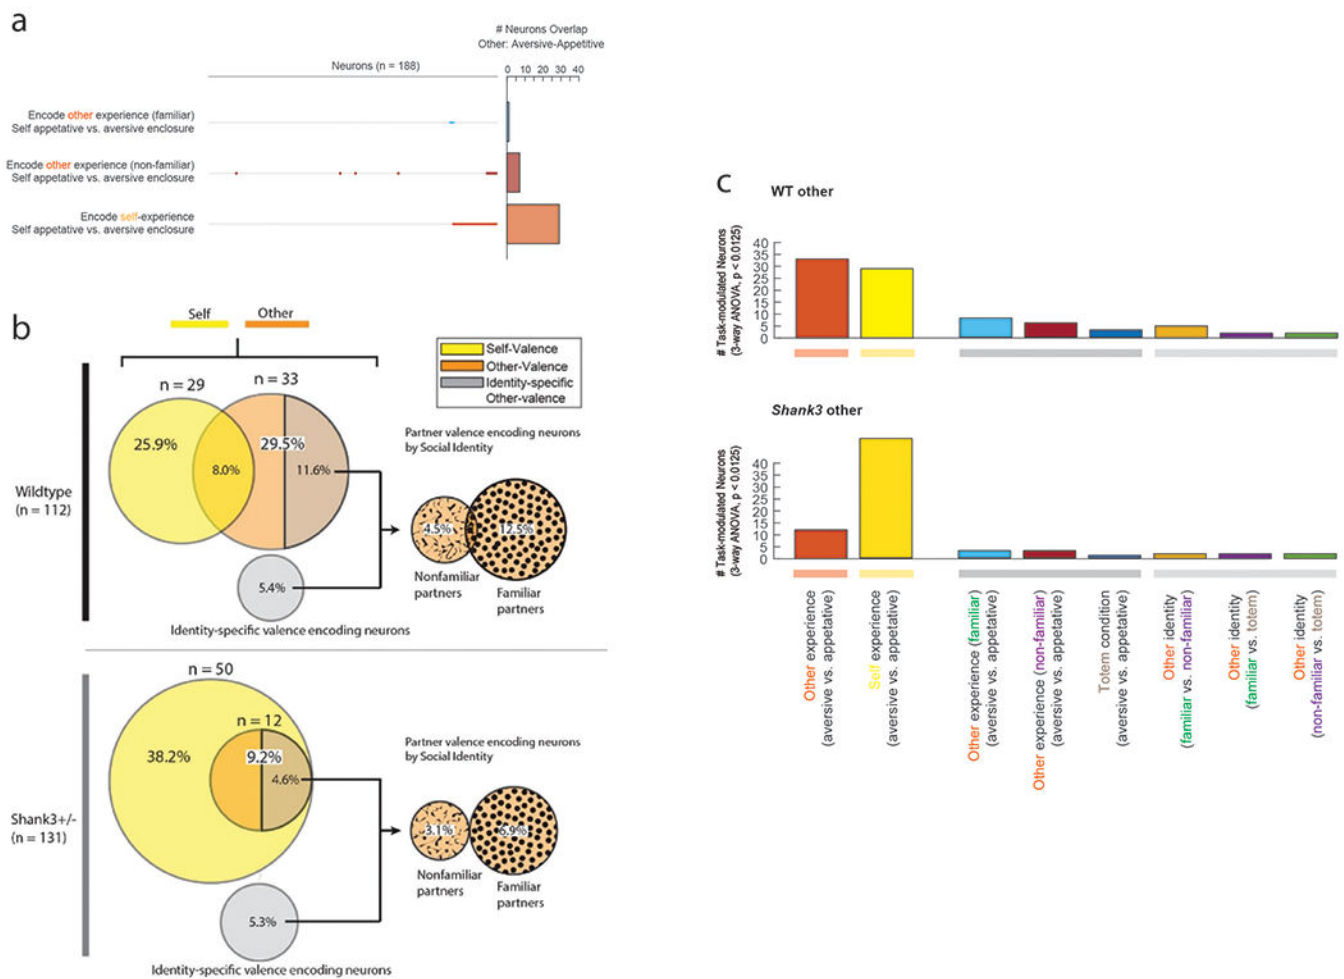 a
# Neurons Overlap
Other: Aversive-Appetitive
Neurons (n = 188)
0 10 20 30 40
Encode other experience (familiar)
Self appetative vs. aversive enclosure
Encode other experience (non-familiar)
Self appetative vs. aversive enclosure
Encode self-experience
Self appetative vs. aversive enclosure
b
Self
Other
n = 29
n = 33
Self-Valence
Other-Valence
Identity-specific
Other-valence
25.9%
8.0%
29.5%
11.6%
Wildtype
(n = 112)
Partner valence encoding neurons
by Social Identity
4.5%
12.5%
Nonfamiliar
partners
Familiar
partners
5.4%
Identity-specific valence encoding neurons
n = 50
n = 12
38.2%
9.2%
4.6%
Shank3+/-
(n = 131)
Partner valence encoding neurons
by Social Identity
3.1%
6.9%
Nonfamiliar
partners
Familiar
partners
5.3%
Identity-specific valence encoding neurons
c
WT other
# Task-modulated Neurons
(3-way ANOVA, p < 0.0125)
40
35
30
25
20
15
10
5
0
Shank3 other
# Task-modulated Neurons
(3-way ANOVA, p < 0.0125)
40
35
30
25
20
15
10
5
0
Other experience
(aversive vs. appetative)
Self experience
(aversive vs. appetative)
Other experience (familiar)
(aversive vs. appetative)
Other experience (non-familiar)
(aversive vs. appetative)
Totem condition
(aversive vs. appetative)
Other identity
(familiar vs. non-familiar)
Other identity
(familiar vs. totem)
Other identity
(non-familiar vs. totem)